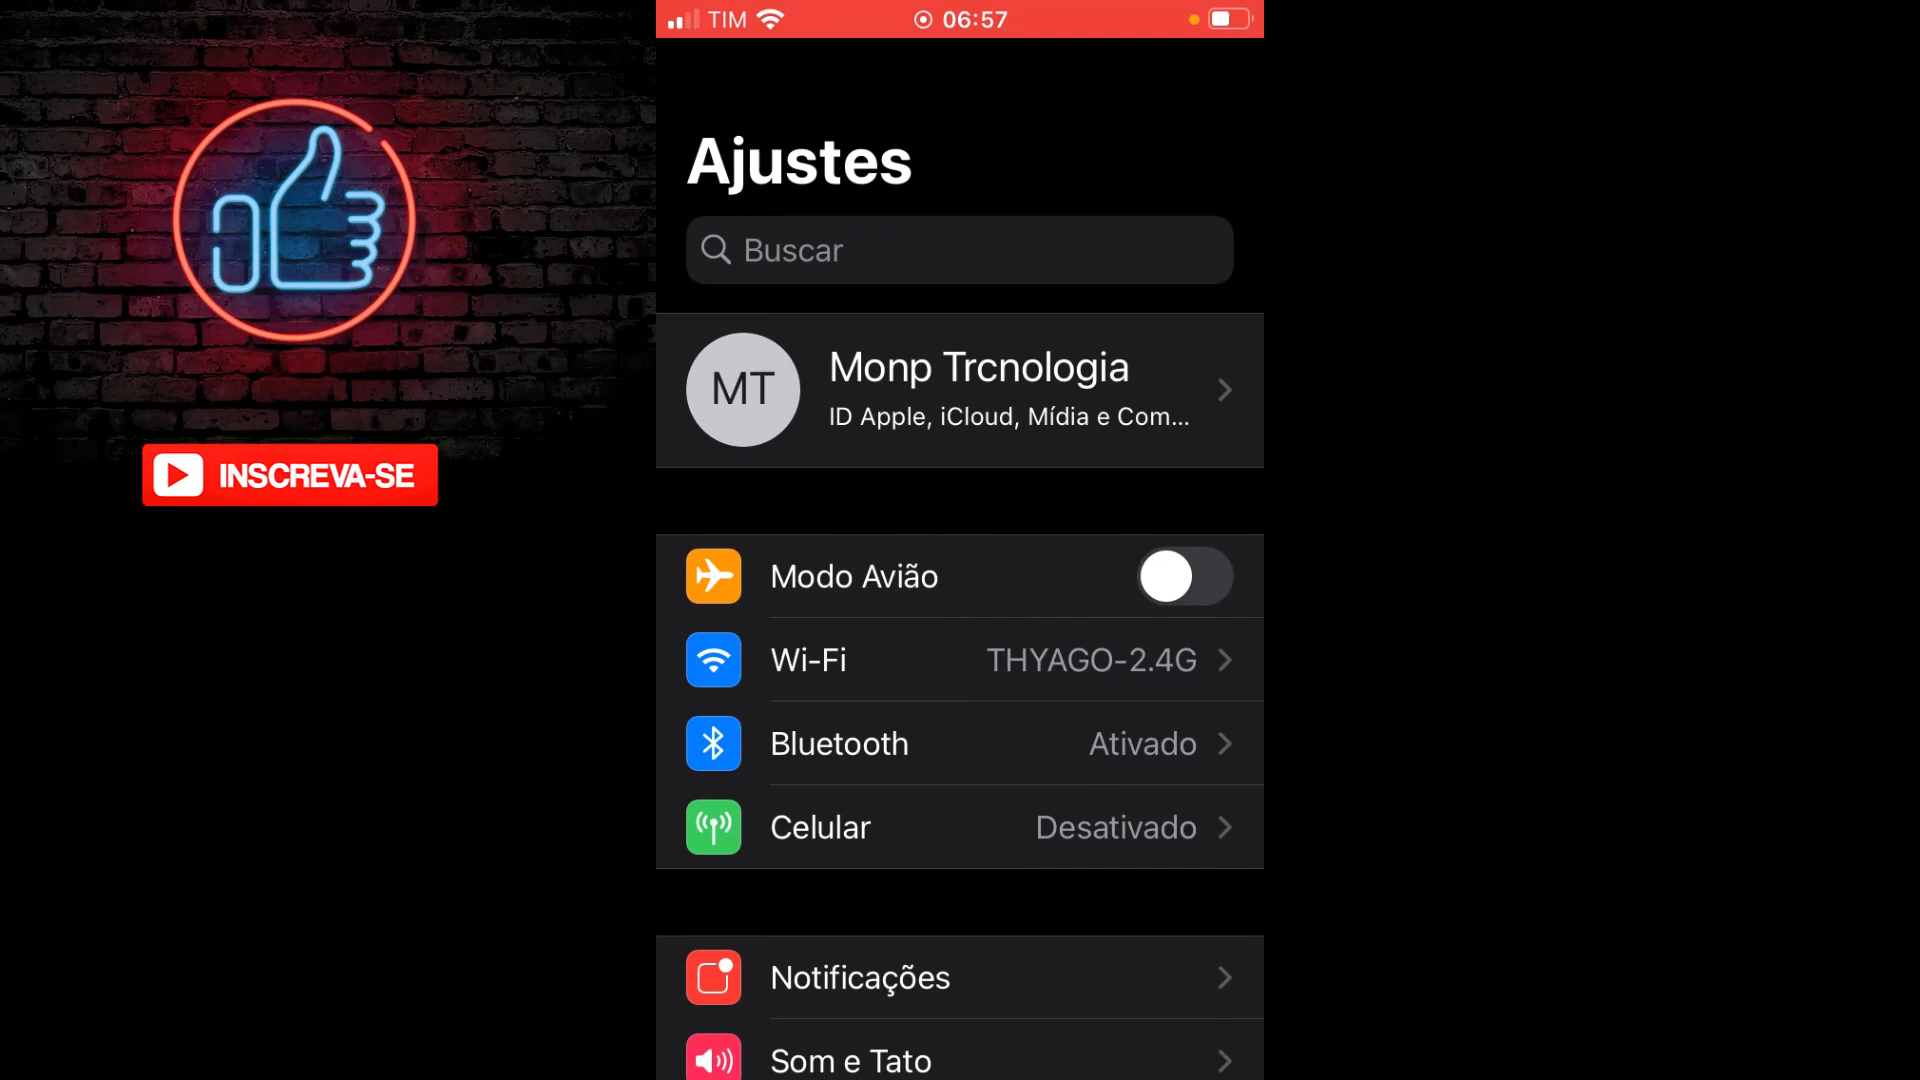 TIM 06:57
Ajustes
Buscar
MT
Monp Trcnologia
ID Apple, iCloud, Mídia e Com...
INSCREVA-SE
Modo Avião
Wi-Fi THYAGO-2.4G
Bluetooth Ativado
Celular Desativado
Notificações
Som e Tato